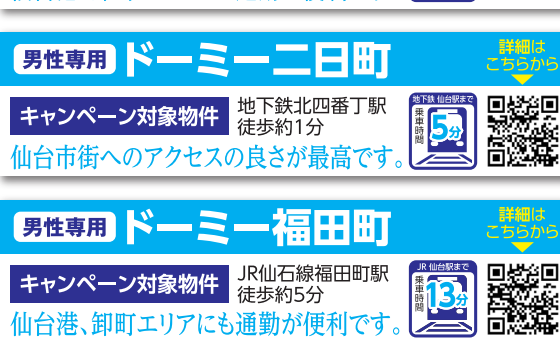 男性専用 ドーミー二日町
詳細は
こちらから
キャンペーン対象物件
地下鉄北四番丁駅
徒歩約1分
地下鉄 仙台駅まで
乗車時間
5分
仙台市街へのアクセスの良さが最高です。
男性専用 ドーミー福田町
詳細は
こちらから
キャンペーン対象物件
JR仙石線福田町駅
徒歩約5分
JR 仙台駅まで
乗車時間
13分
仙台港、卸町エリアにも通勤が便利です。